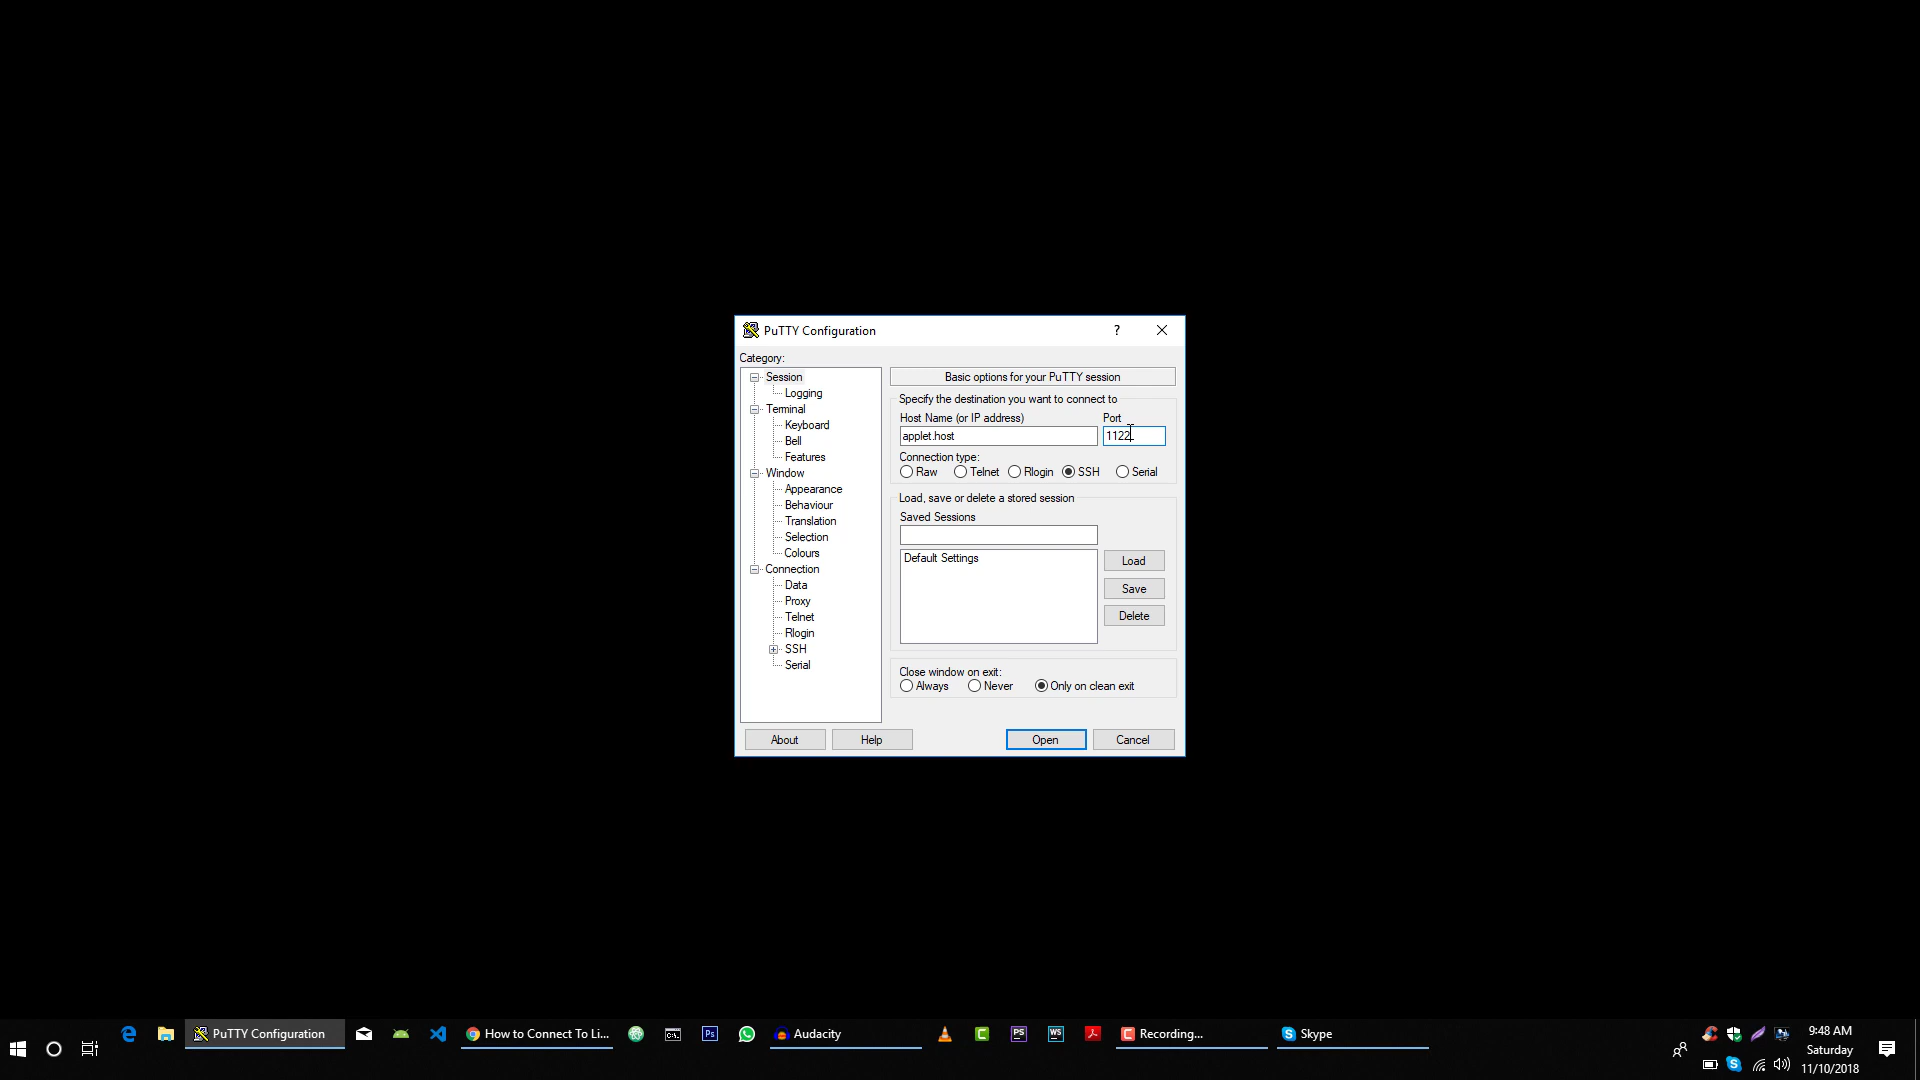 PuTTY Configuration
?
Category:
Session
Logging
Terminal
Keyboard
Bell
Features
Window
Appearance
Behaviour
Translation
Selection
Colours
Connection
Data
Proxy
Telnet
Rlogin
SSH
Serial
Basic options for your PuTTY session
Specify the destination you want to connect to
Host Name (or IP address) Port
applet.host 1122
Connection type:
Raw Telnet Rlogin SSH Serial
Load, save or delete a stored session
Saved Sessions
Default Settings
Load
Save
Delete
Close window on exit:
Always Never Only on clean exit
About Help Open Cancel
PuTTY Configuration
How to Connect To Li...
C:\.
Ps
Audacity
PS
WS
Recording...
Skype
9:48 AM
Saturday
11/10/2018